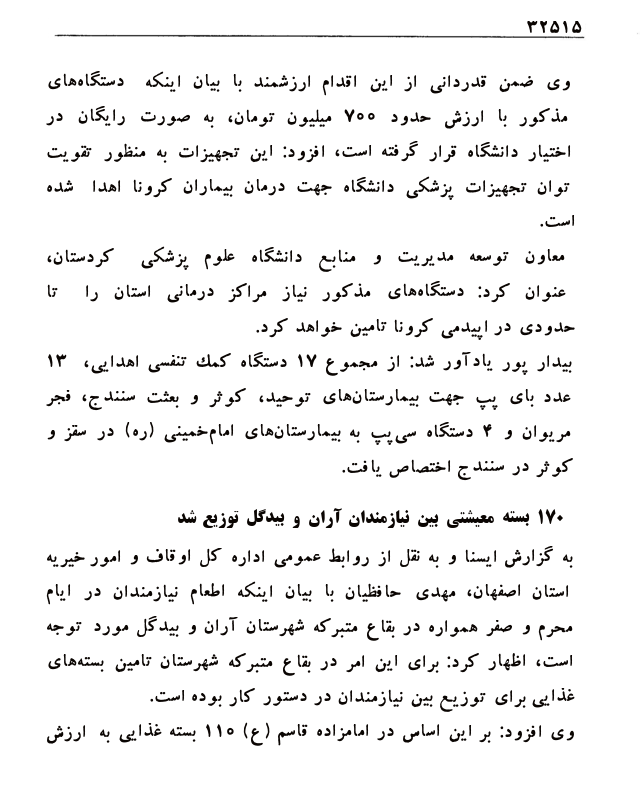 ۳۲۵۱۵
وی ضمن قدردانی از این اقدام ارزشمند با بیان اینکه دستگاه‌های
مذکور با ارزش حدود ۷۰۰ میلیون تومان، به صورت رایگان در
اختیار دانشگاه قرار گرفته است، افزود: این تجهیزات به منظور تقویت
توان تجهیزات پزشکی دانشگاه جهت درمان بیماران کرونا اهدا شده
است.
معاون توسعه مدیریت و منابع دانشگاه علوم پزشکی کردستان،
عنوان کرد: دستگاه‌های مذکور نیاز مراکز درمانی استان را تا
حدودی در اپیدمی کرونا تامین خواهد کرد.
بیدار پور یادآور شد: از مجموع ۱۷ دستگاه کمک تنفسی اهدایی، ۱۳
عدد بای پپ جهت بیمارستان‌های توحید، کوثر و بعثت سنندج، فجر
مریوان و ۴ دستگاه سی‌پپ به بیمارستان‌های امام‌خمینی (ره) در سقز و
کوثر در سنندج اختصاص یافت.
۱۷۰ بسته معیشتی بین نیازمندان آران و بیدگل توزیع شد
به گزارش ایسنا و به نقل از روابط عمومی اداره کل اوقاف و امور خیریه
استان اصفهان، مهدی حافظیان با بیان اینکه اطعام نیازمندان در ایام
محرم و صفر همواره در بقاع متبرکه شهرستان آران و بیدگل مورد توجه
است، اظهار کرد: برای این امر در بقاع متبرکه شهرستان تامین بسته‌های
غذایی برای توزیع بین نیازمندان در دستور کار بوده است.
وی افزود: بر این اساس در امامزاده قاسم (ع) ۱۱۰ بسته غذایی به ارزش